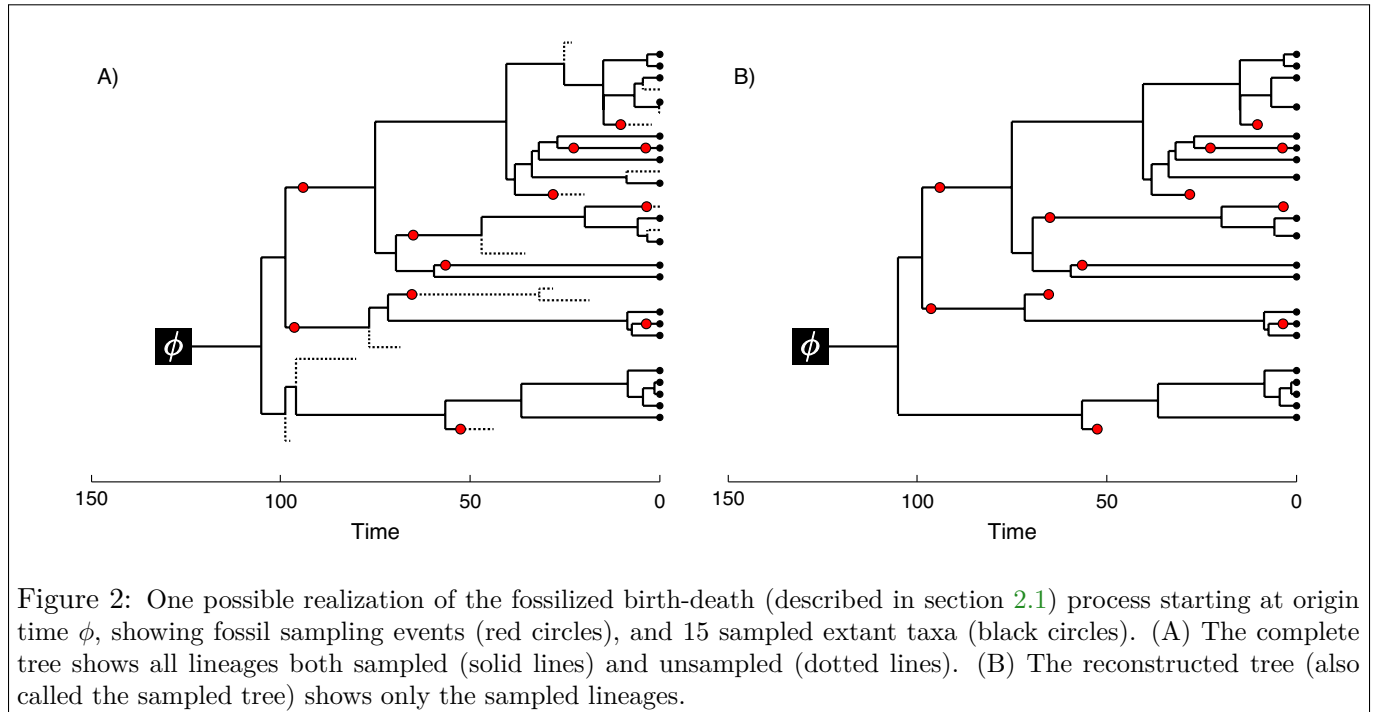 A)
B)
ϕ
ϕ
150 100 50 0
Time
150 100 50 0
Time
Figure 2: One possible realization of the fossilized birth-death (described in section 2.1) process starting at origin
time ϕ, showing fossil sampling events (red circles), and 15 sampled extant taxa (black circles). (A) The complete
tree shows all lineages both sampled (solid lines) and unsampled (dotted lines). (B) The reconstructed tree (also
called the sampled tree) shows only the sampled lineages.